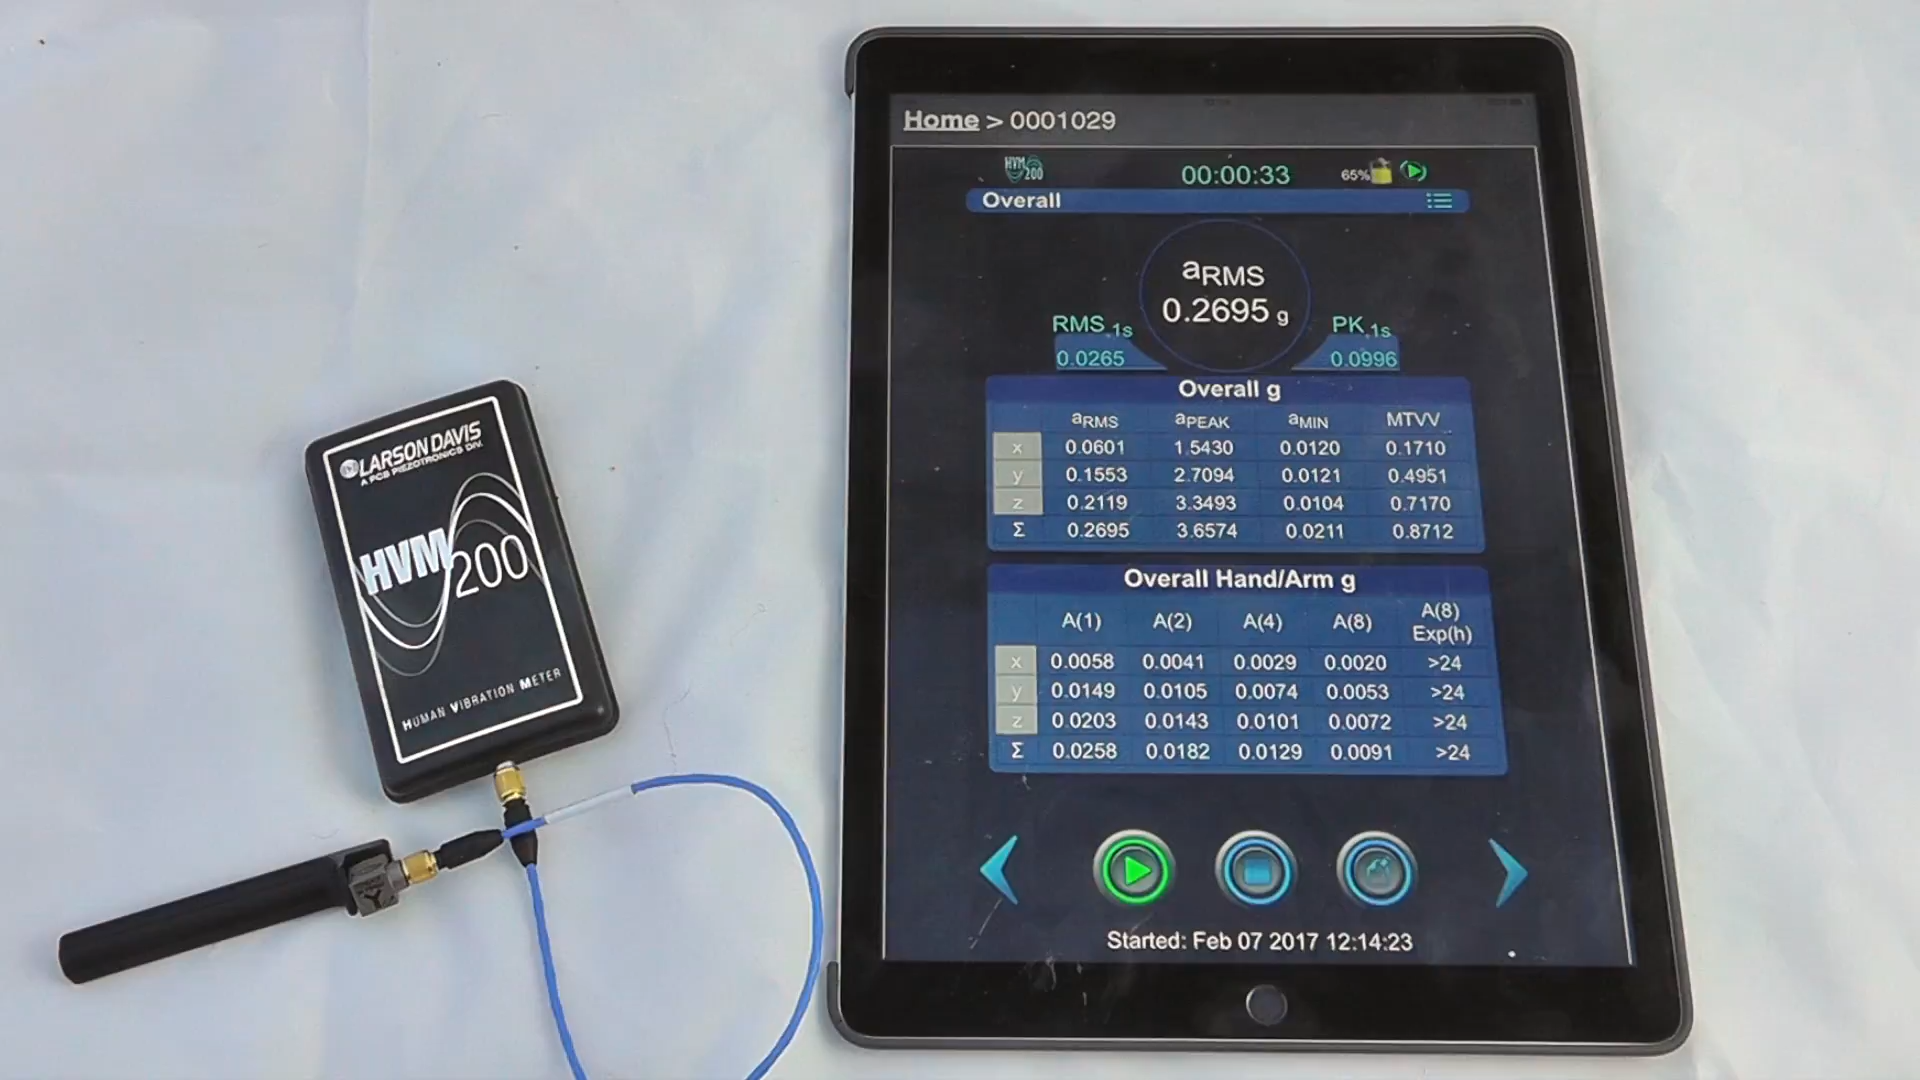 LARSON DAVIS
A PCB PIEZOTRONICS DIV.
HVM200
HUMAN VIBRATION METER
Home > 0001029
HVM 200
00:00:33
65%
Overall
aRMS
0.2695 g
RMS .1s
0.0265
PK .1s
0.0996
Overall g
aRMS aPEAK aMIN MTVV
x 0.0601 1.5430 0.0120 0.1710
y 0.1553 2.7094 0.0121 0.4951
z 0.2119 3.3493 0.0104 0.7170
Σ 0.2695 3.6574 0.0211 0.8712
Overall Hand/Arm g
A(1) A(2) A(4) A(8) A(8)
Exp(h)
x 0.0058 0.0041 0.0029 0.0020 >24
y 0.0149 0.0105 0.0074 0.0053 >24
z 0.0203 0.0143 0.0101 0.0072 >24
Σ 0.0258 0.0182 0.0129 0.0091 >24
Started: Feb 07 2017 12:14:23